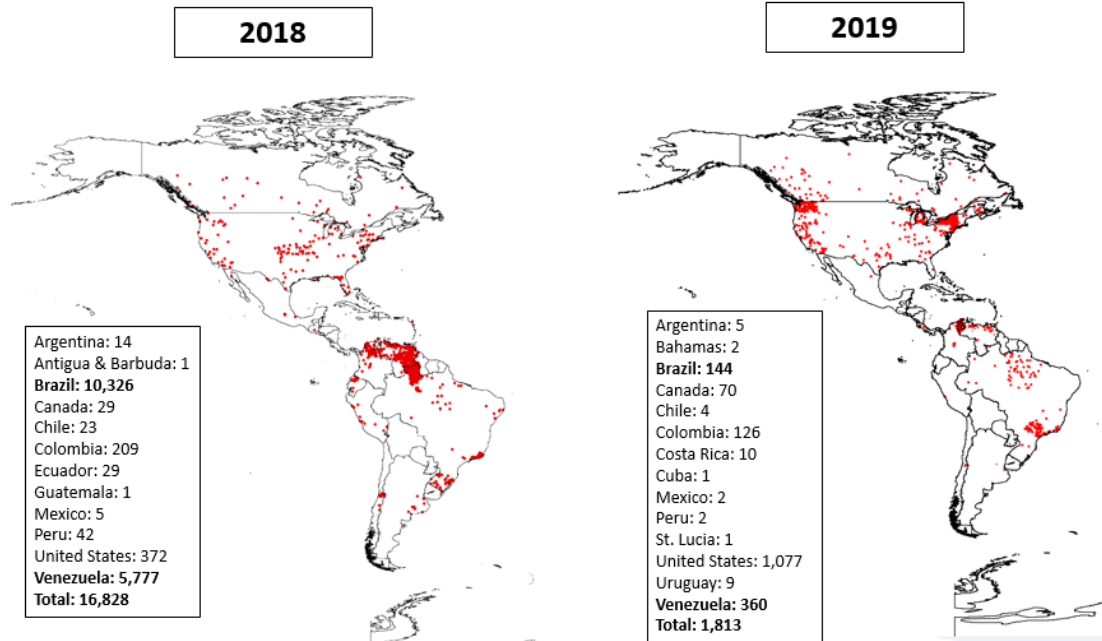 2018
Argentina: 14
Antigua & Barbuda: 1
Brazil: 10,326
Canada: 29
Chile: 23
Colombia: 209
Ecuador: 29
Guatemala: 1
Mexico: 5
Peru: 42
United States: 372
Venezuela: 5,777
Total: 16,828
2019
Argentina: 5
Bahamas: 2
Brazil: 144
Canada: 70
Chile: 4
Colombia: 126
Costa Rica: 10
Cuba: 1
Mexico: 2
Peru: 2
St. Lucia: 1
United States: 1,077
Uruguay: 9
Venezuela: 360
Total: 1,813